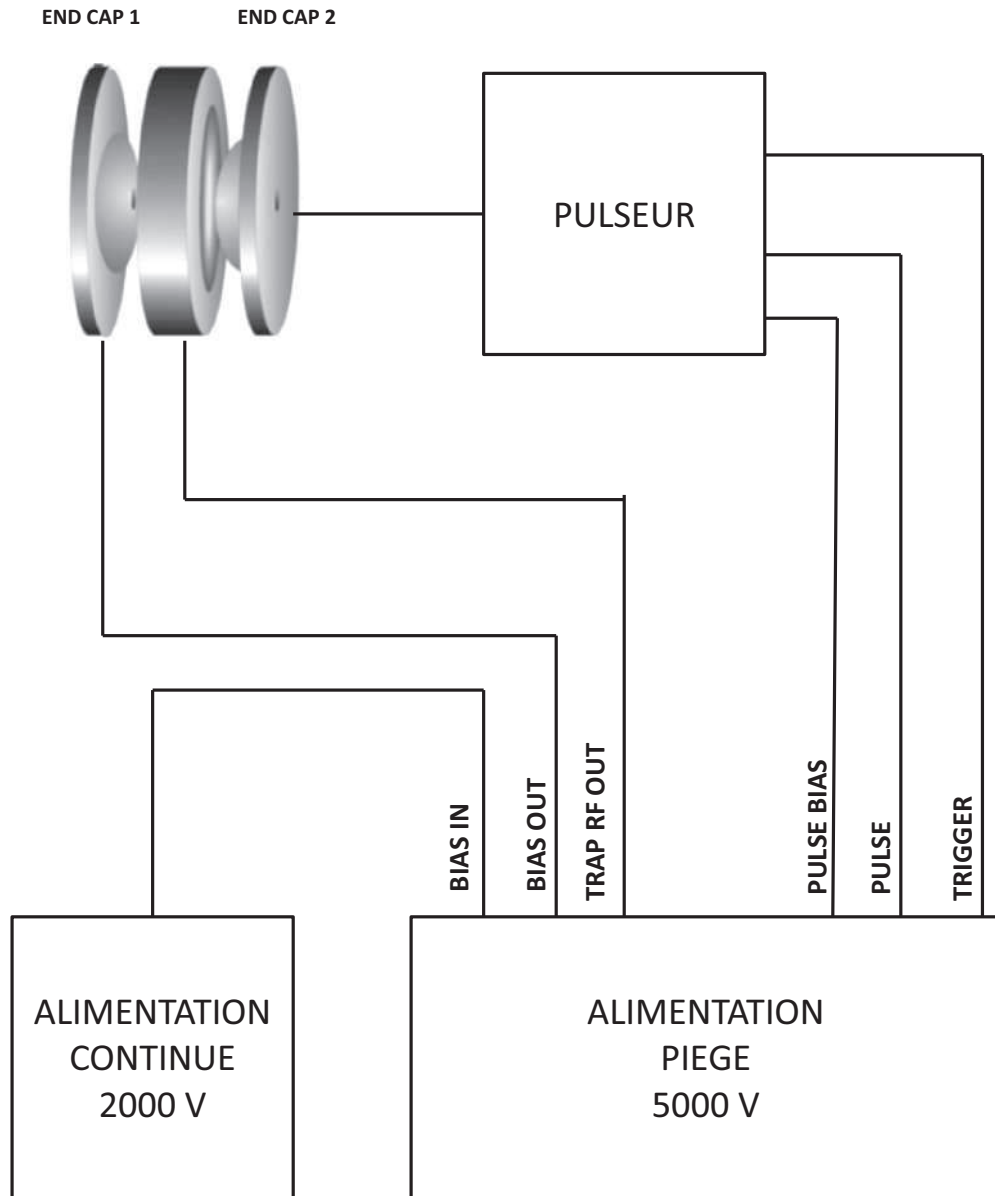 END CAP 1
END CAP 2
PULSEUR
BIAS IN
BIAS OUT
TRAP RF OUT
PULSE BIAS
PULSE
TRIGGER
ALIMENTATION
CONTINUE
2000 V
ALIMENTATION
PIEGE
5000 V